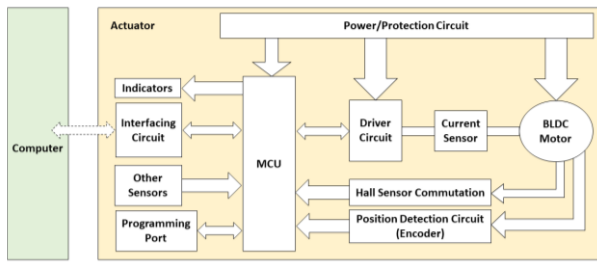 Actuator
Power/Protection Circuit
Indicators
Interfacing
Circuit
Computer
MCU
Driver
Circuit
Current
Sensor
BLDC
Motor
Other
Sensors
Hall Sensor Commutation
Programming
Port
Position Detection Circuit
(Encoder)